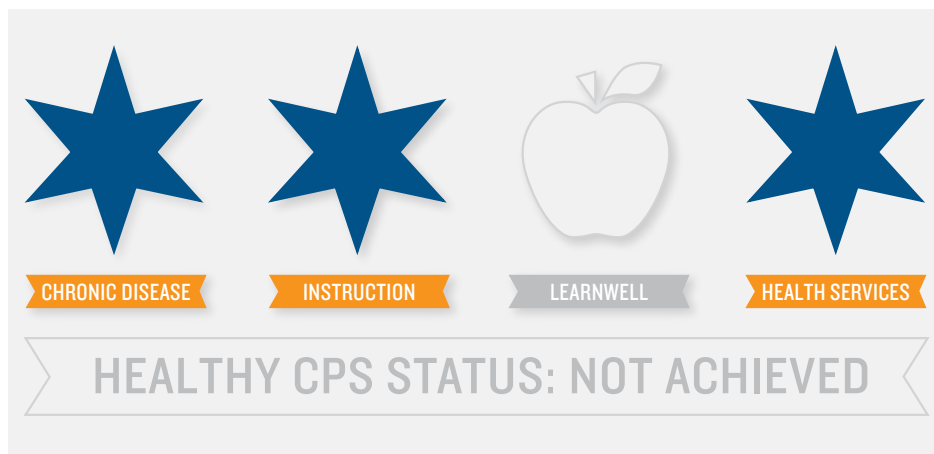 CHRONIC DISEASE
INSTRUCTION
LEARNWELL
HEALTH SERVICES
HEALTHY CPS STATUS: NOT ACHIEVED